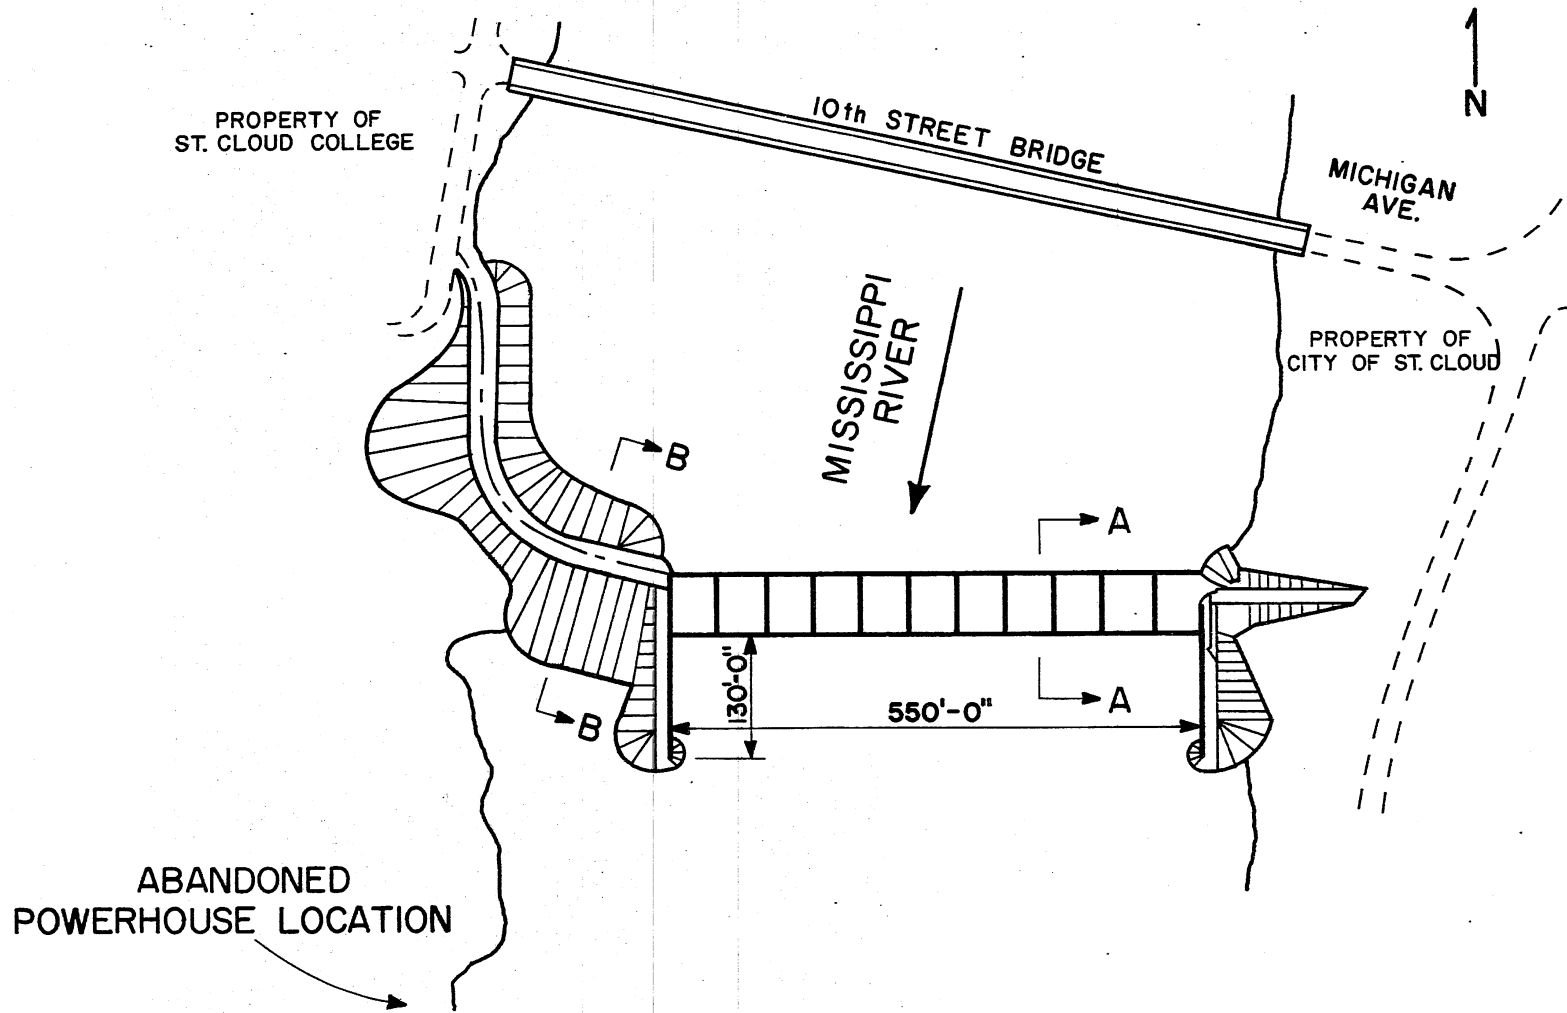 N
PROPERTY OF
ST. CLOUD COLLEGE
10th STREET BRIDGE
MICHIGAN
AVE.
MISSISSIPPI
RIVER
PROPERTY OF
CITY OF ST. CLOUD
B
A
130'-0"
550'-0"
A
B
ABANDONED
POWERHOUSE LOCATION